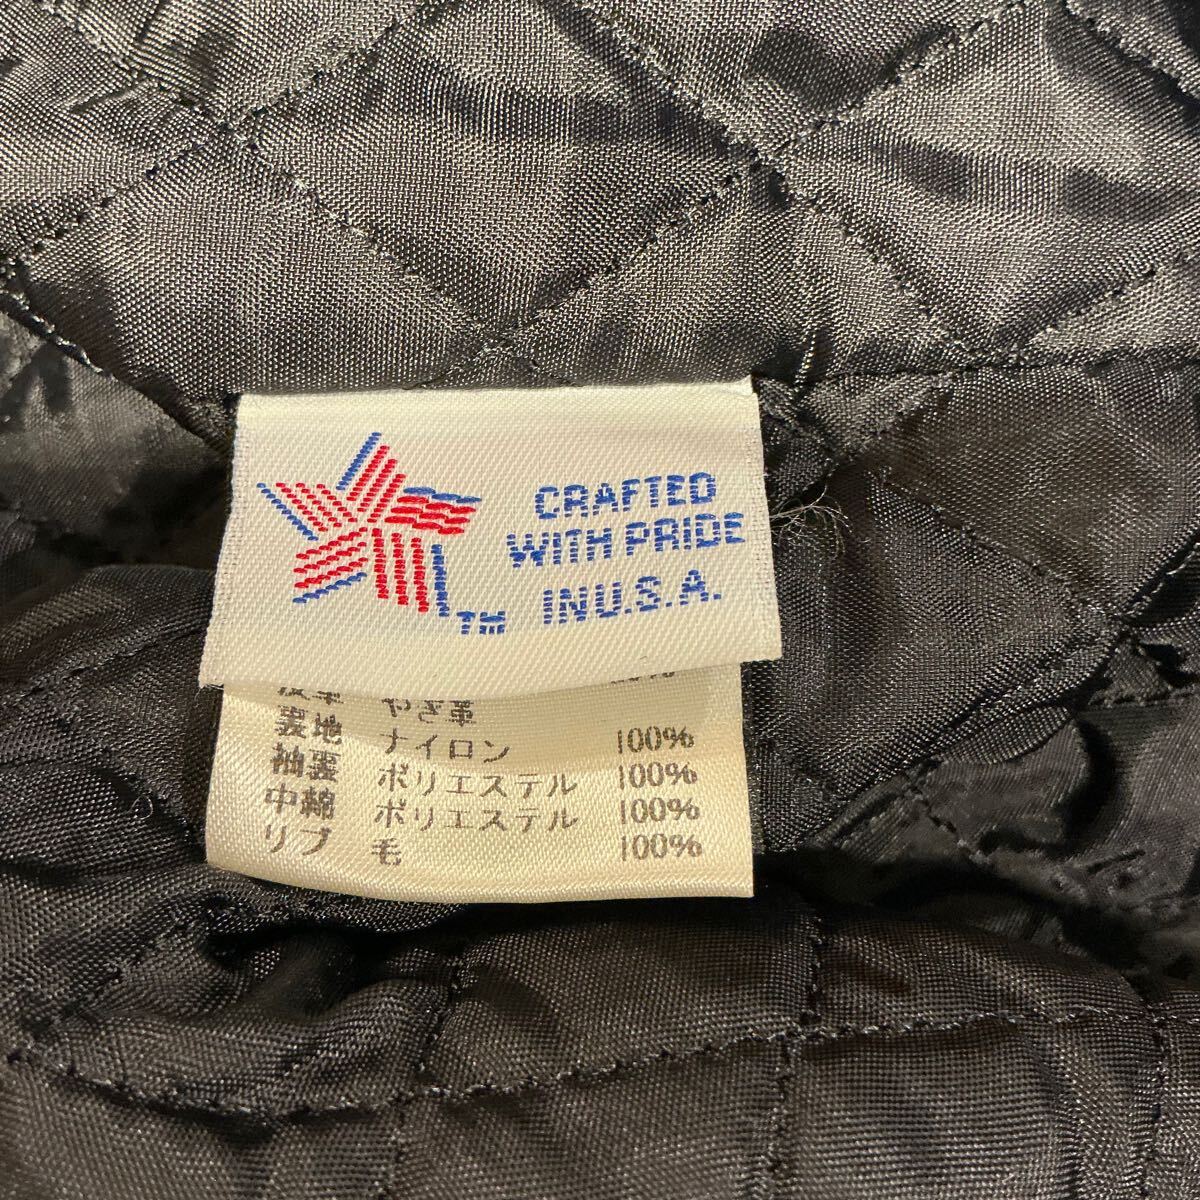 CRAFTED
WITH PRIDE
IN U.S.A.
TM
やぎ革
裏地 ナイロン 100%
袖裏 ポリエステル 100%
中綿 ポリエステル 100%
リブ 毛 100%